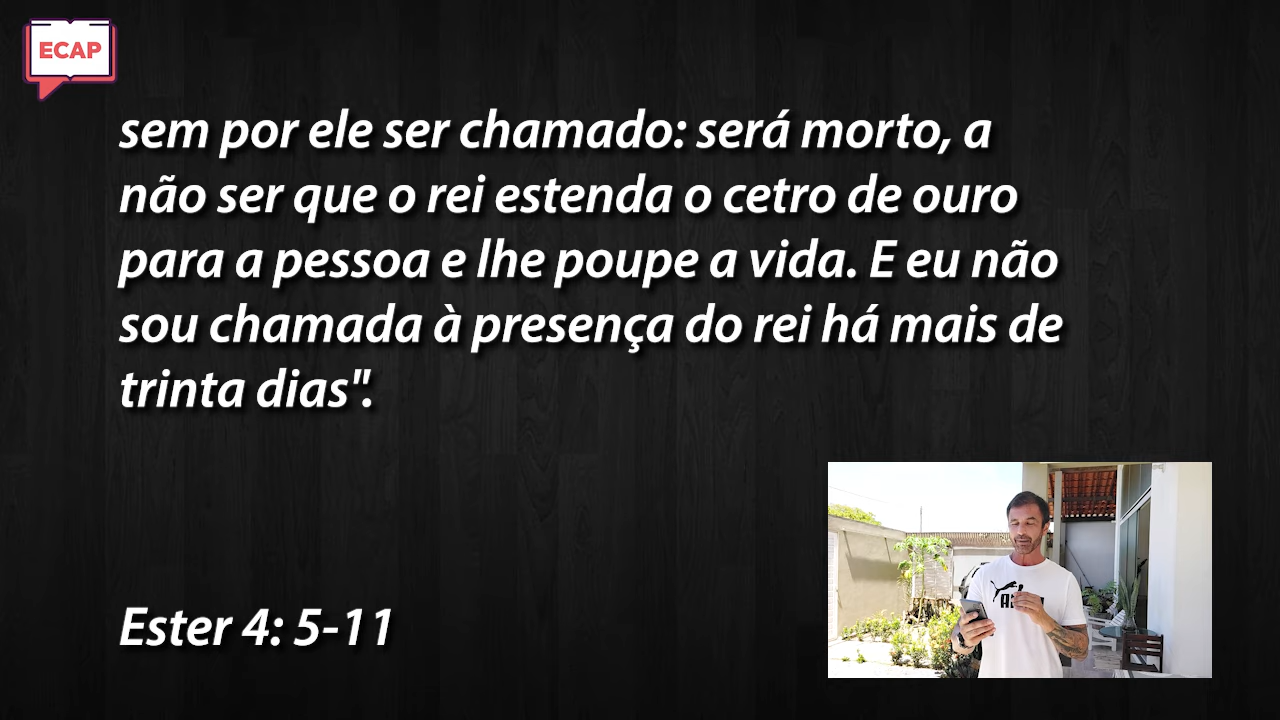 ECAP
sem por ele ser chamado: será morto, a
não ser que o rei estenda o cetro de ouro
para a pessoa e lhe poupe a vida. E eu não
sou chamada à presença do rei há mais de
trinta dias".
Ester 4: 5-11